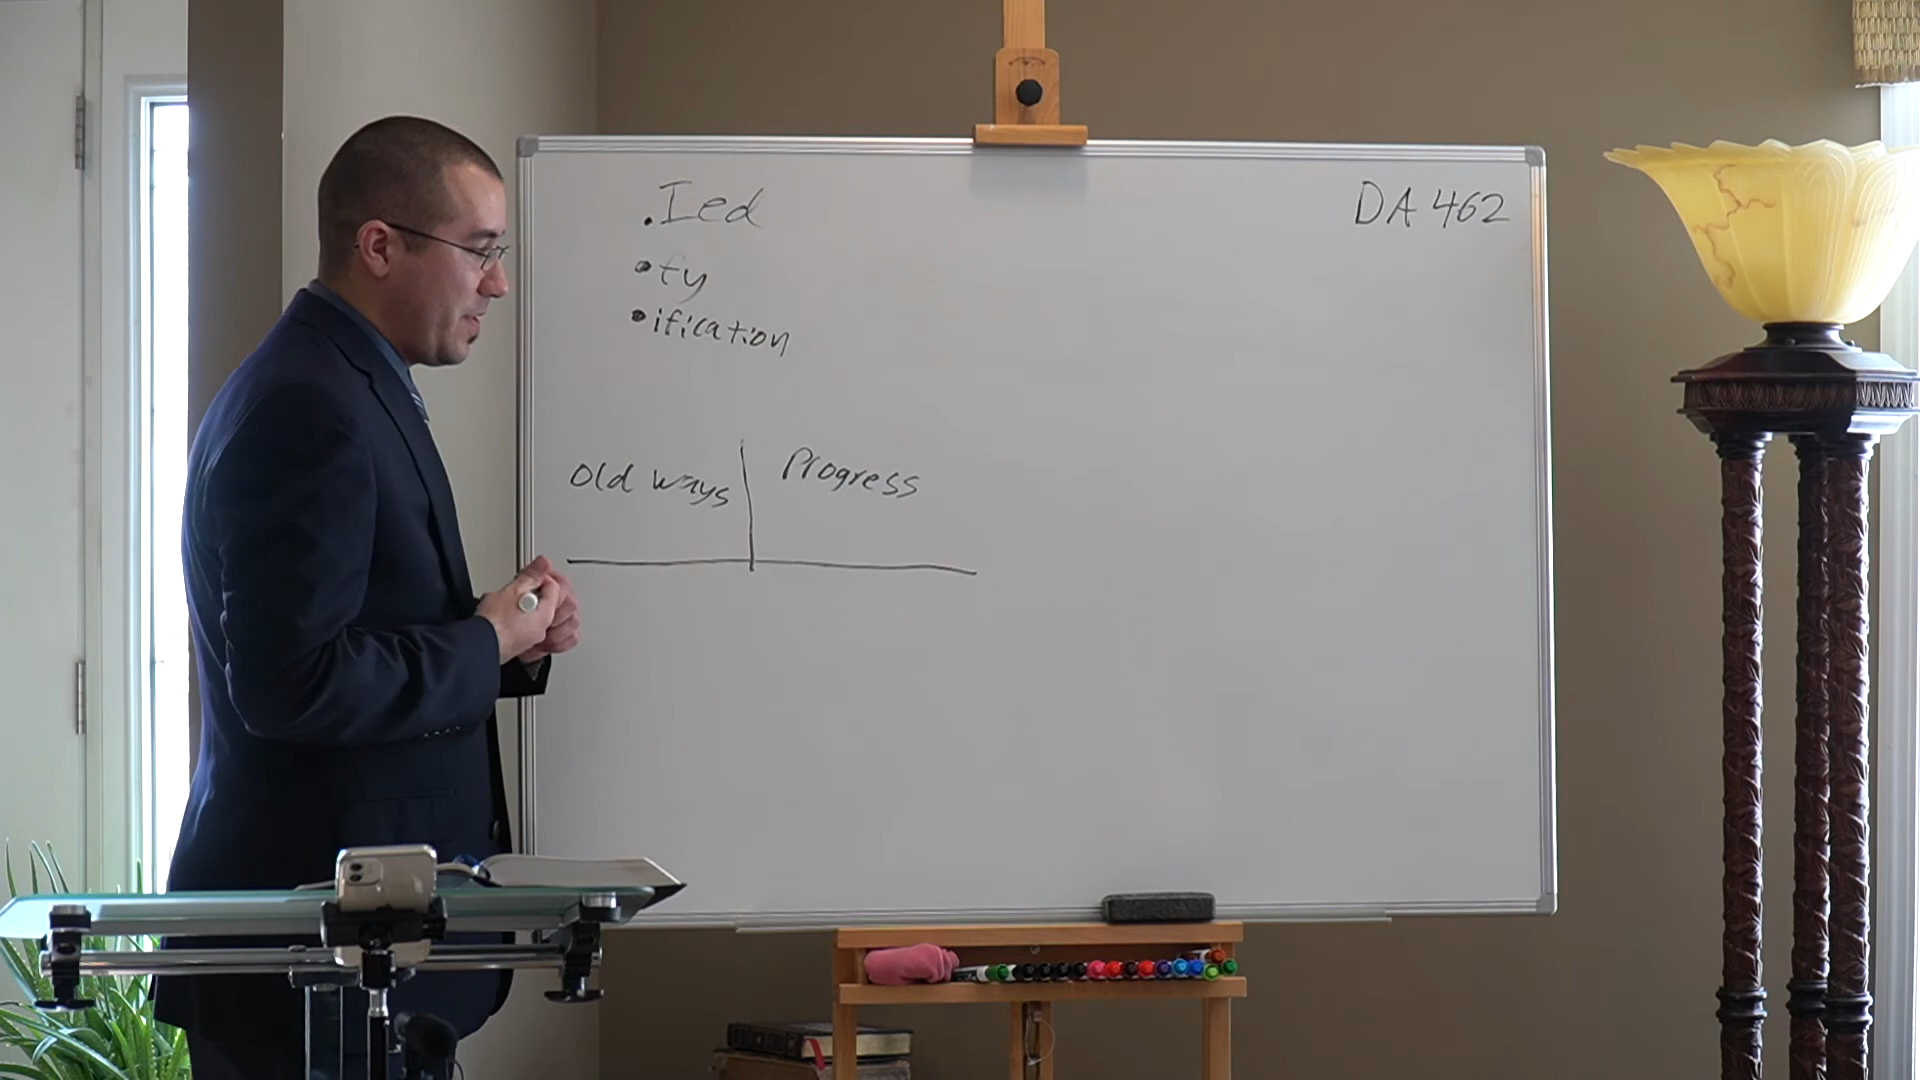 .Ied
DA 462
• fy
• ification
Old ways
Progress